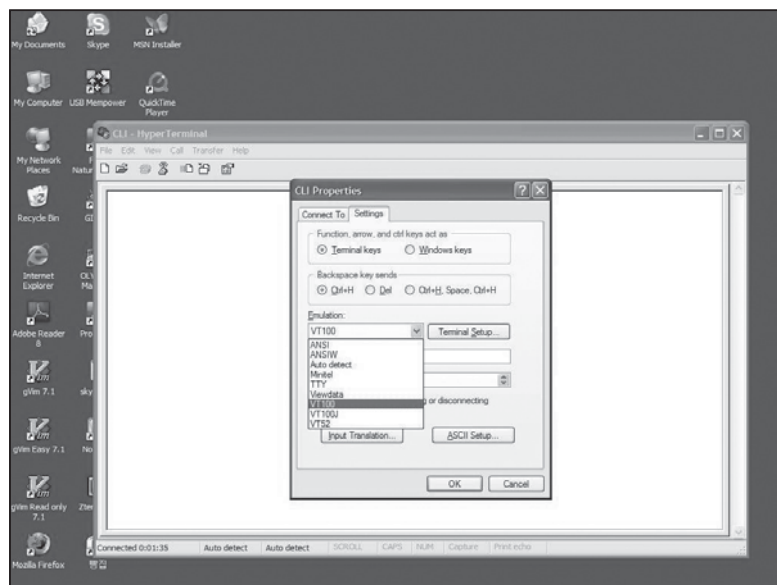 My Documents
Skype
MSN Installer
My Computer
USB Mempower
QuickTime Player
My Network Places
Natur
Recycle Bin
Internet Explorer
Adobe Reader 8
Pro
gVim 7.1
sky
gVim Easy 7.1
No
gVim Read only 7.1
Zter
Mozilla Firefox
CLI - HyperTerminal
File Edit View Call Transfer Help
CLI Properties
Connect To Settings
Function, arrow, and ctrl keys act as
Terminal keys Windows keys
Backspace key sends
Ctrl+H Del Ctrl+H, Space, Ctrl+H
Emulation:
VT100 Terminal Setup...
ANSI
ANSIW
Auto detect
Minitel
TTY
Viewdata
VT100
g or disconnecting
VT100J
VT52
Input Translation... ASCII Setup...
OK Cancel
Connected 0:01:35 Auto detect Auto detect SCROLL CAPS NUM Capture Print echo